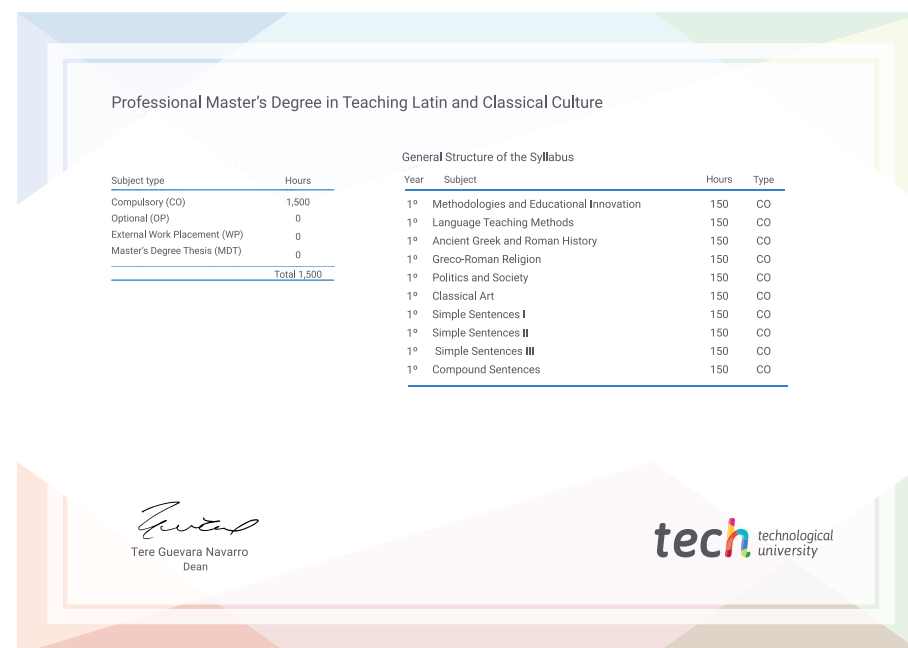 Professional Master's Degree in Teaching Latin and Classical Culture
Subject type Hours
Compulsory (CO) 1,500
Optional (OP) 0
External Work Placement (WP) 0
Master's Degree Thesis (MDT) 0
Total 1,500
General Structure of the Syllabus
Year Subject Hours Type
1º Methodologies and Educational Innovation 150 CO
1º Language Teaching Methods 150 CO
1º Ancient Greek and Roman History 150 CO
1º Greco-Roman Religion 150 CO
1º Politics and Society 150 CO
1º Classical Art 150 CO
1º Simple Sentences I 150 CO
1º Simple Sentences II 150 CO
1º Simple Sentences III 150 CO
1º Compound Sentences 150 CO
Tere Guevara Navarro
Dean
tech technological
university